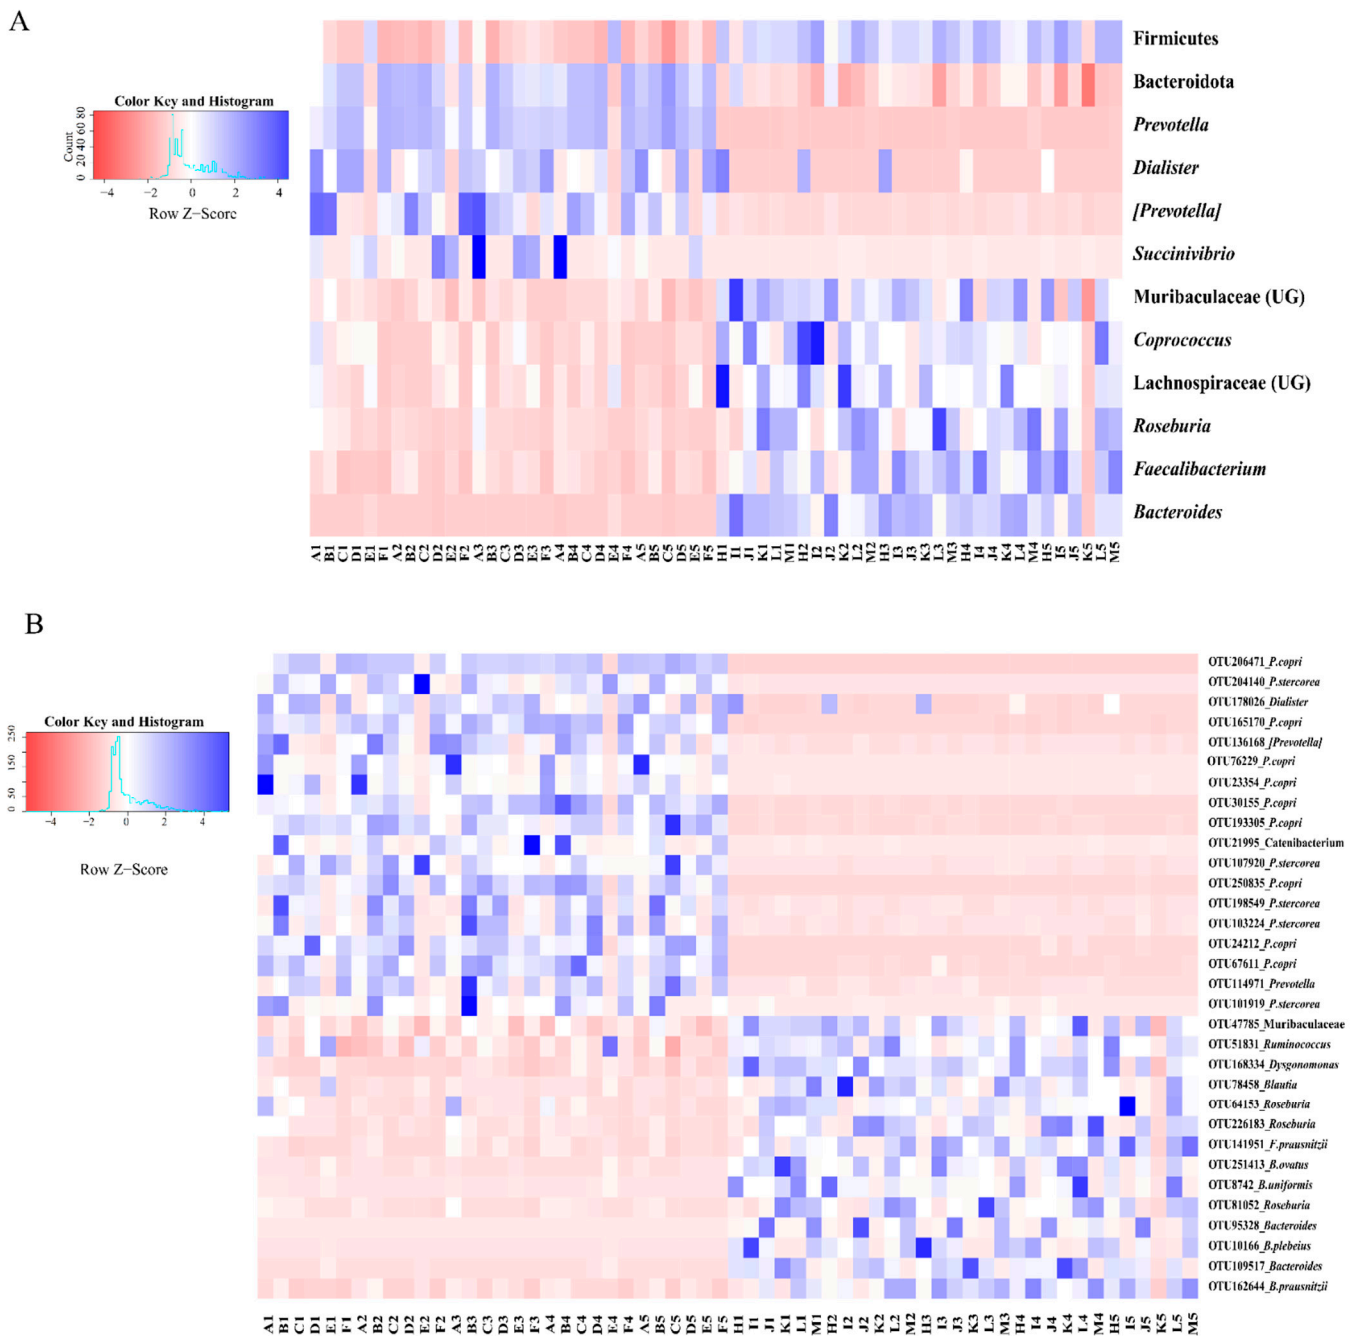 A
Color Key and Histogram
Count
0 20 40 60 80
−4 −2 0 2 4
Row Z−Score
Firmicutes
Bacteroidota
Prevotella
Dialister
[Prevotella]
Succinivibrio
Muribaculaceae (UG)
Coprococcus
Lachnospiraceae (UG)
Roseburia
Faecalibacterium
Bacteroides
A1 B1 C1 D1 E1 F1 A2 B2 C2 D2 E2 F2 A3 B3 C3 D3 E3 F3 A4 B4 C4 D4 E4 F4 A5 B5 C5 D5 E5 F5 H1 I1 J1 K1 L1 M1 H2 I2 J2 K2 L2 M2 H3 I3 J3 K3 L3 M3 H4 I4 J4 K4 L4 M4 H5 I5 J5 K5 L5 M5
B
Color Key and Histogram
0 50 150 250
−4 −2 0 2 4
Row Z−Score
OTU206471_P.copri
OTU204140_P.stercorea
OTU178026_Dialister
OTU165170_P.copri
OTU136168_[Prevotella]
OTU76229_P.copri
OTU23354_P.copri
OTU30155_P.copri
OTU193305_P.copri
OTU21995_Catenibacterium
OTU107920_P.stercorea
OTU250835_P.copri
OTU198549_P.stercorea
OTU103224_P.stercorea
OTU24212_P.copri
OTU67611_P.copri
OTU114971_Prevotella
OTU101919_P.stercorea
OTU47785_Muribaculaceae
OTU51831_Ruminococcus
OTU168334_Dysgonomonas
OTU78458_Blautia
OTU64153_Roseburia
OTU226183_Roseburia
OTU141951_F.prausnitzii
OTU251413_B.ovatus
OTU8742_B.uniformis
OTU81052_Roseburia
OTU95328_Bacteroides
OTU10166_B.plebeius
OTU109517_Bacteroides
OTU162644_B.prausnitzii
A1 B1 C1 D1 E1 F1 A2 B2 C2 D2 E2 F2 A3 B3 C3 D3 E3 F3 A4 B4 C4 D4 E4 F4 A5 B5 C5 D5 E5 F5 H1 I1 J1 K1 L1 M1 H2 I2 J2 K2 L2 M2 H3 I3 J3 K3 L3 M3 H4 I4 J4 K4 L4 M4 H5 I5 J5 K5 L5 M5